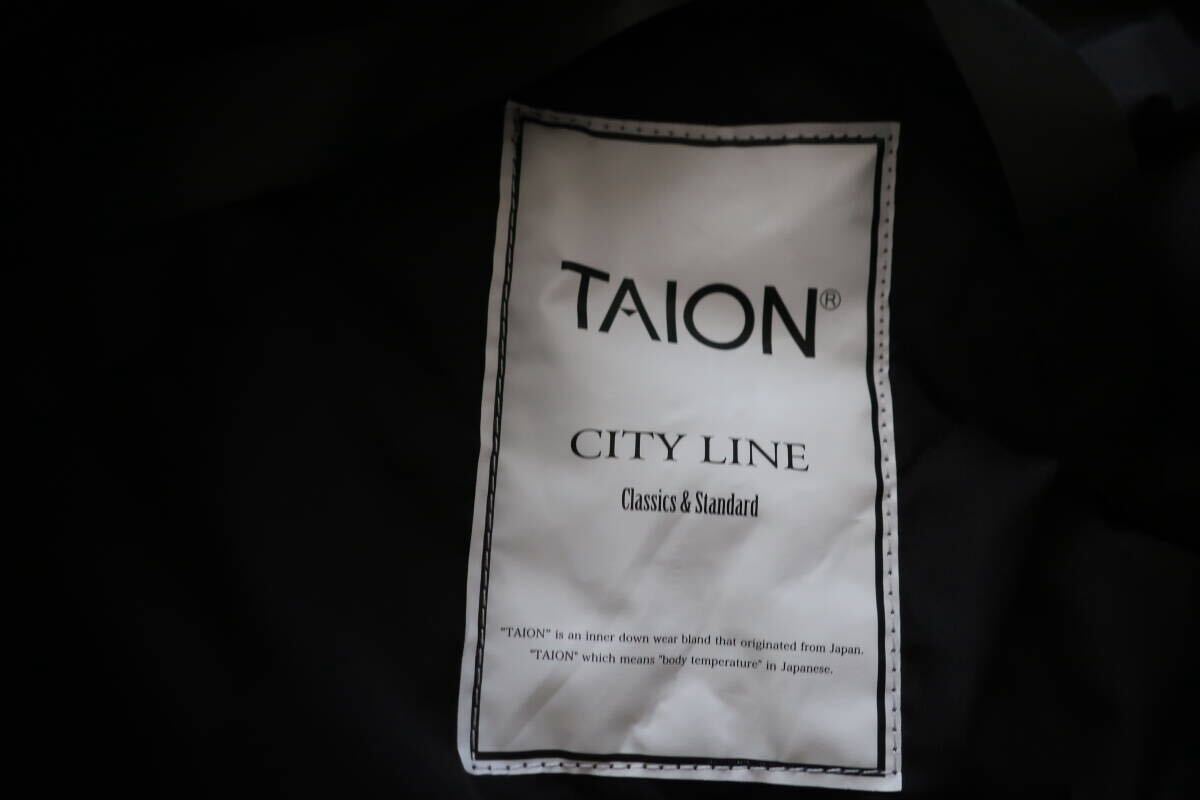 TAION®
CITY LINE
Classics & Standard
"TAION" is an inner down wear bland that originated from Japan.
"TAION" which means "body temperature" in Japanese.